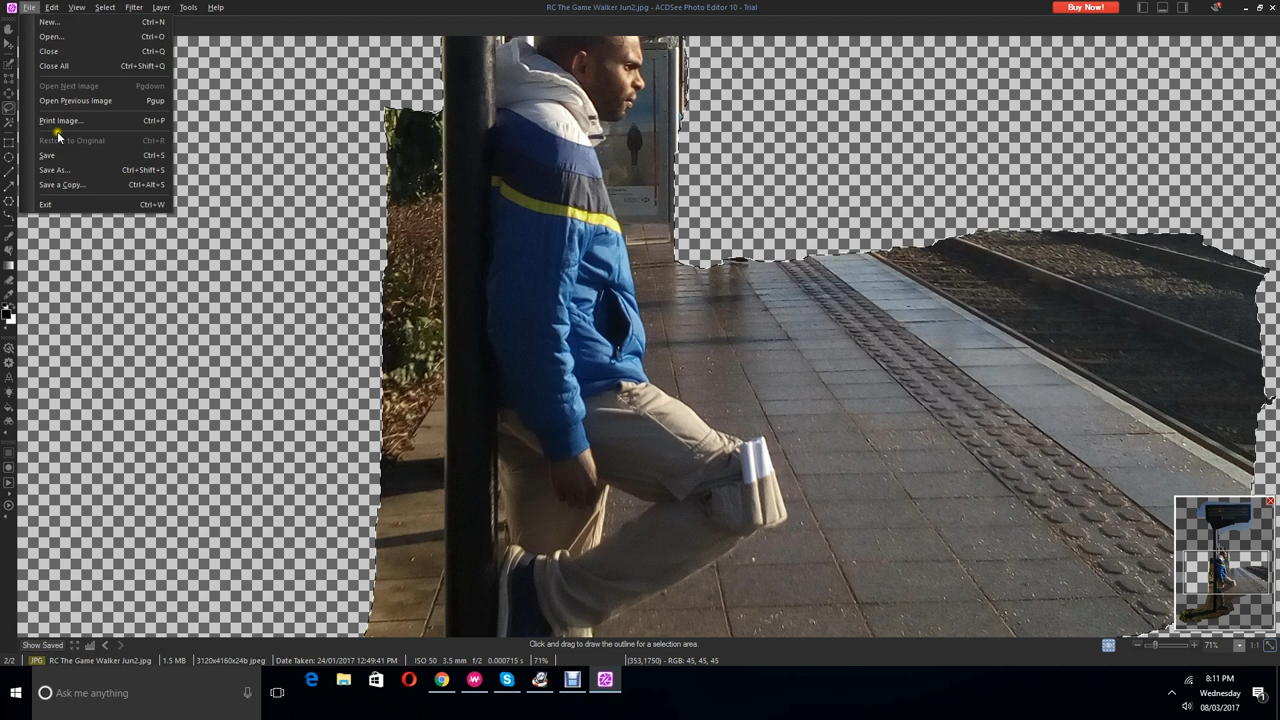 File Edit View Select Filter Layer Tools Help
RC The Game Walker Jun2.jpg - ACDSee Photo Editor 10 - Trial
Buy Now!
New... Ctrl+N
Open... Ctrl+O
Close Ctrl+Q
Close All Ctrl+Shift+Q
Open Next Image Pgdown
Open Previous Image Pgup
Print Image... Ctrl+P
Restore to Original Ctrl+R
Save Ctrl+S
Save As... Ctrl+Shift+S
Save a Copy... Ctrl+Alt+S
Exit Ctrl+W
Show Saved
Click and drag to draw the outline for a selection area.
71% 1:1
2/2 JPG RC The Game Walker Jun2.jpg 1.5 MB 3120x4160x24b jpeg Date Taken: 24/01/2017 12:49:41 PM ISO 50 3.5 mm f/2 0.000715 s 71% (353,1750) - RGB: 45, 45, 45
Ask me anything
8:11 PM
Wednesday
08/03/2017